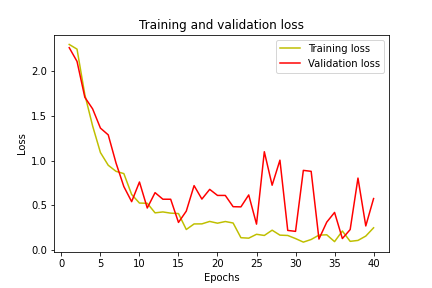 Training and validation loss
Training loss
Validation loss
Loss
2.0
1.5
1.0
0.5
0.0
0 5 10 15 20 25 30 35 40
Epochs